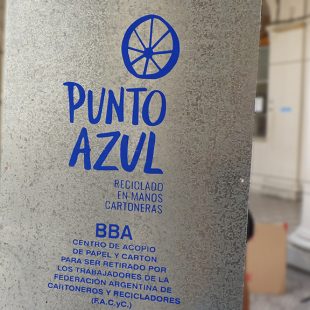 PUNTO
AZUL
RECICLADO
EN MANOS
CARTONERAS
BBA
CENTRO DE ACOPIO
DE PAPEL Y CARTON
PARA SER RETIRADO POR
LOS TRABAJADORES DE LA
FEDERACIÓN ARGENTINA DE
CARTONEROS Y RECICLADORES
(F.A.C.yC.)